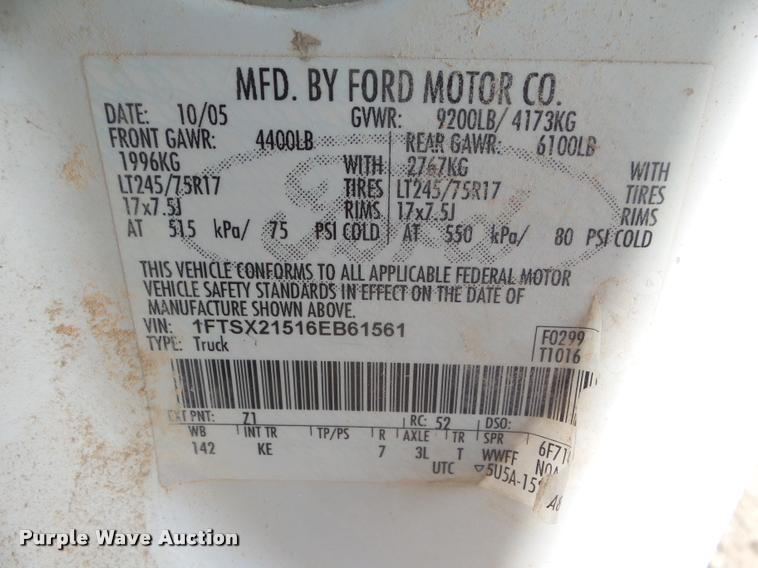 MFD. BY FORD MOTOR CO.
DATE: 10/05 GVWR: 9200LB/ 4173KG
FRONT GAWR: 4400LB REAR GAWR: 6100LB
1996KG WITH 2767KG WITH
LT245/75R17 TIRES LT245/75R17 TIRES
17x7.5J RIMS 17x7.5J RIMS
AT 515 kPa/ 75 PSI COLD AT 550 kPa/ 80 PSI COLD
THIS VEHICLE CONFORMS TO ALL APPLICABLE FEDERAL MOTOR
VEHICLE SAFETY STANDARDS IN EFFECT ON THE DATE OF
MANUFACTURE SHOWN ABOVE.
VIN: 1FTSX21516EB61561 F0299
TYPE: Truck T1016
EXT PNT: Z1 RC: 52 DSO:
WB INT TR TP/PS R AXLE TR SPR
142 KE 7 3L T WWFF
UTC
Purple Wave Auction